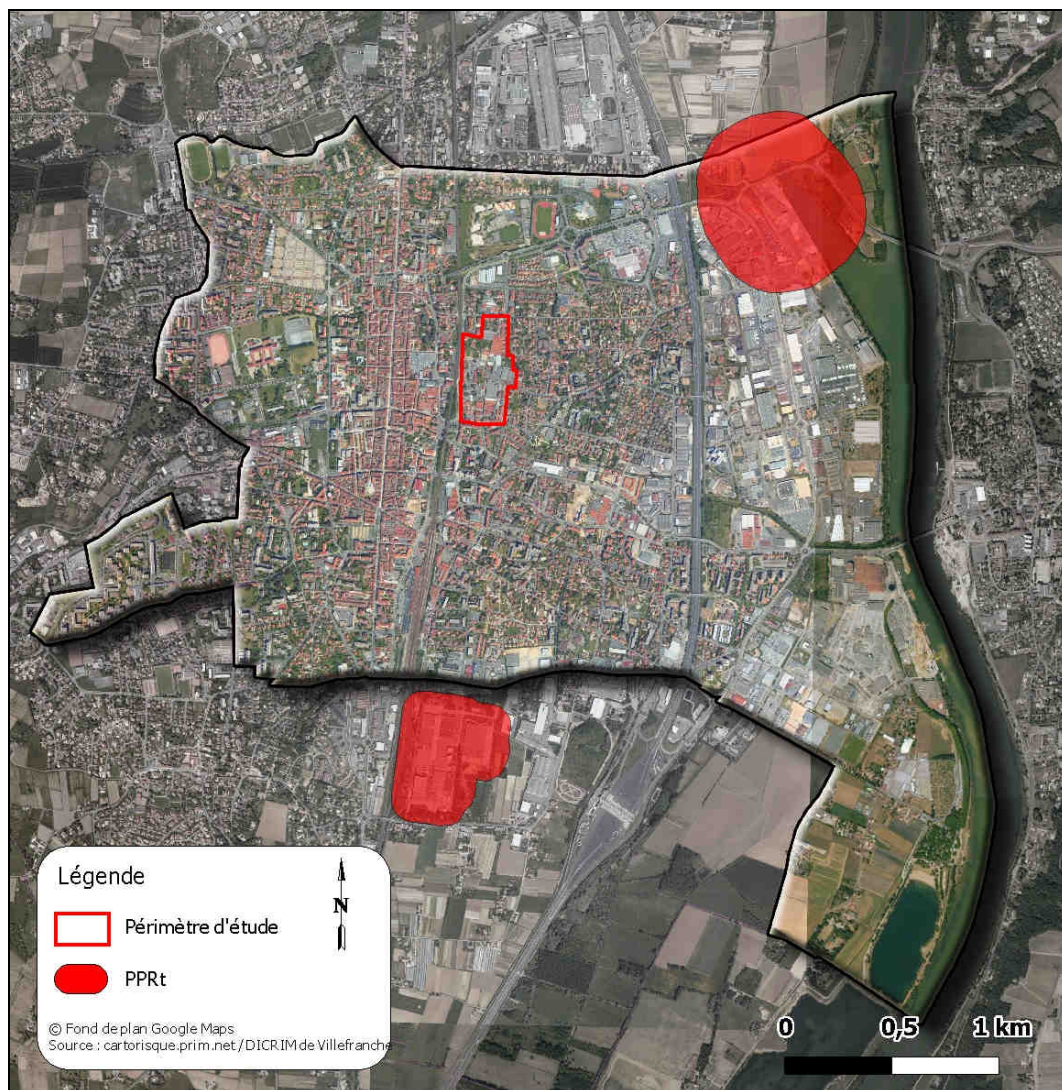 Légende
N
Périmètre d'étude
PPRt
© Fond de plan Google Maps
Source : cartorisque.prim.net / DICRIM de Villefranche
0 0,5 1 km